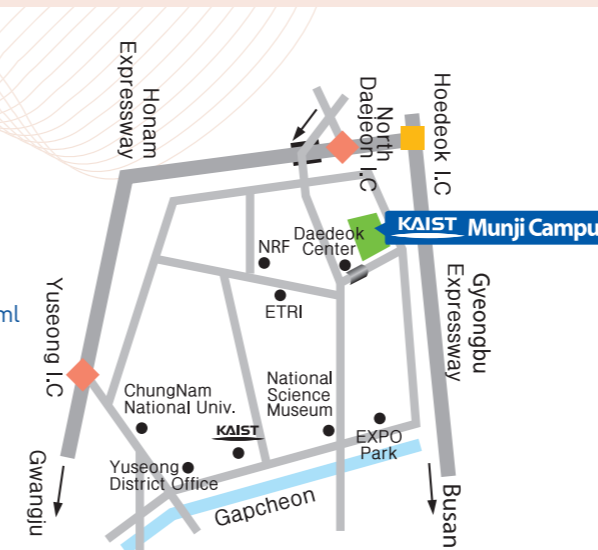 Honam
Expressway
North
Daejeon I.C
Hoedeok I.C
KAIST Munji Campu
NRF
Daedeok
Center
ETRI
Gyeongbu
Expressway
ml
Yuseong I.C
ChungNam
National Univ.
National
Science
Museum
KAIST
EXPO
Park
Yuseong
District Office
Gapcheon
Gwangju
Busan